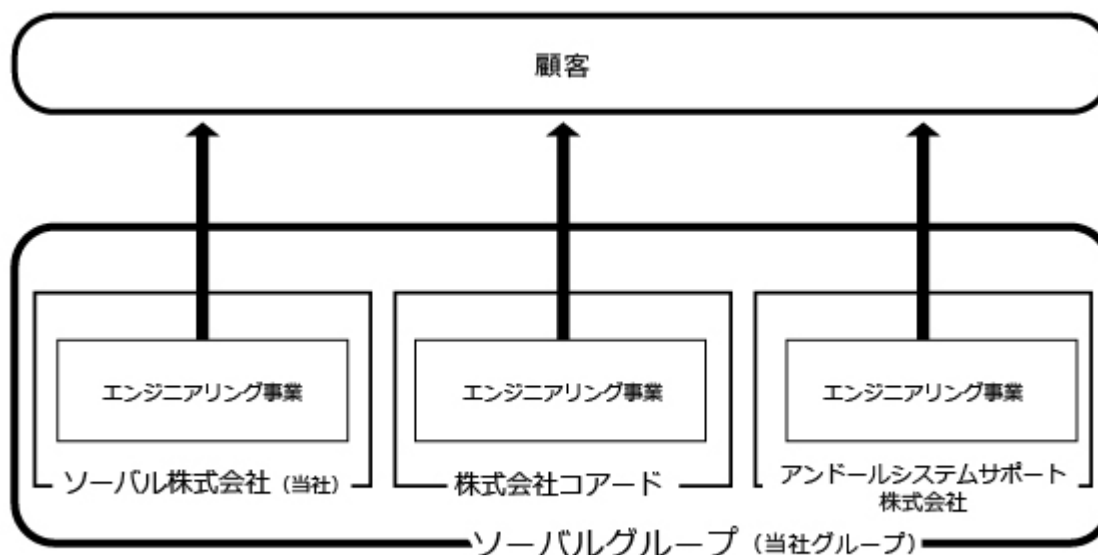 顧客
エンジニアリング事業
エンジニアリング事業
エンジニアリング事業
ソーバル株式会社（当社）
株式会社コアード
アンドールシステムサポート
株式会社
ソーバルグループ（当社グループ）